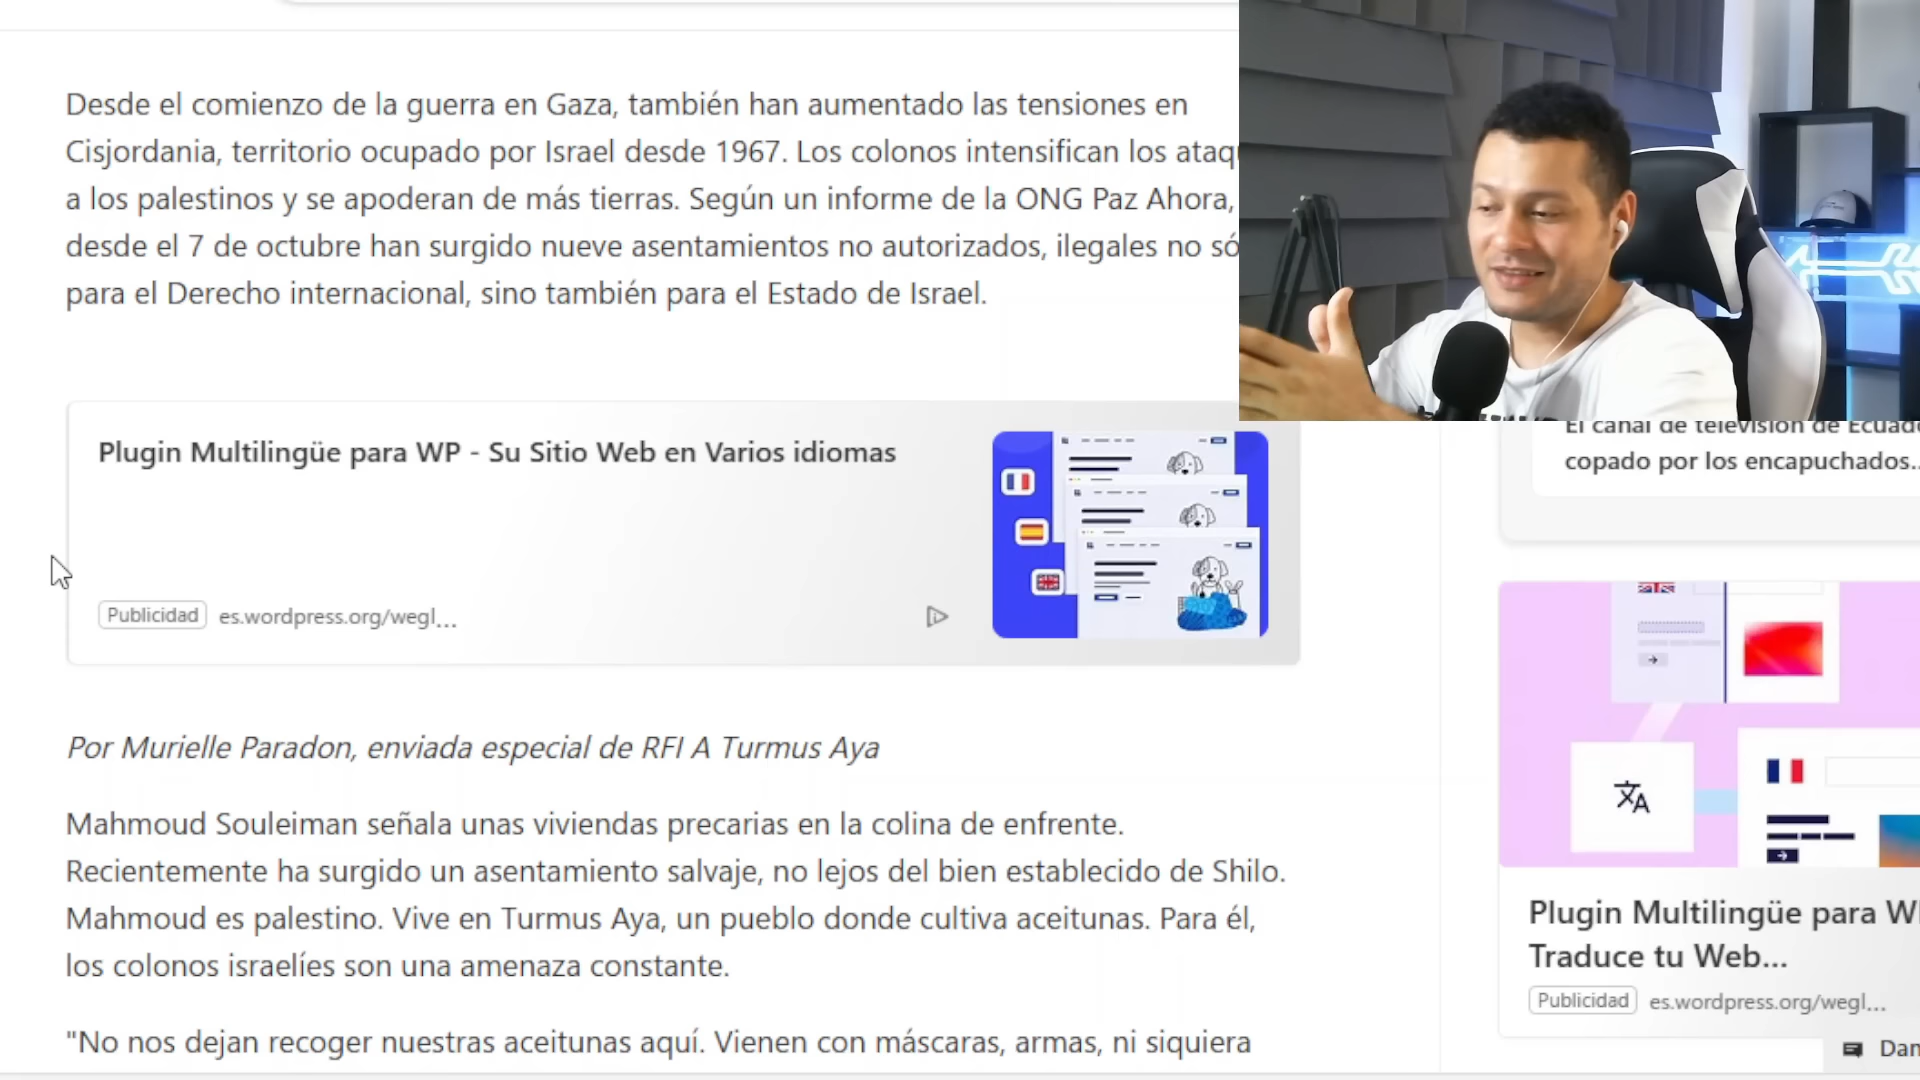 Desde el comienzo de la guerra en Gaza, también han aumentado las tensiones en
Cisjordania, territorio ocupado por Israel desde 1967. Los colonos intensifican los ataq
a los palestinos y se apoderan de más tierras. Según un informe de la ONG Paz Ahora,
desde el 7 de octubre han surgido nueve asentamientos no autorizados, ilegales no só
para el Derecho internacional, sino también para el Estado de Israel.
Plugin Multilingüe para WP - Su Sitio Web en Varios idiomas
Publicidad es.wordpress.org/wegl...
Por Murielle Paradon, enviada especial de RFI A Turmus Aya
Mahmoud Souleiman señala unas viviendas precarias en la colina de enfrente.
Recientemente ha surgido un asentamiento salvaje, no lejos del bien establecido de Shilo.
Mahmoud es palestino. Vive en Turmus Aya, un pueblo donde cultiva aceitunas. Para él,
los colonos israelíes son una amenaza constante.
"No nos dejan recoger nuestras aceitunas aquí. Vienen con máscaras, armas, ni siquiera
El canal de televisión de Ecuad
copado por los encapuchados...
Plugin Multilingüe para W
Traduce tu Web...
Publicidad es.wordpress.org/wegl...
Dan